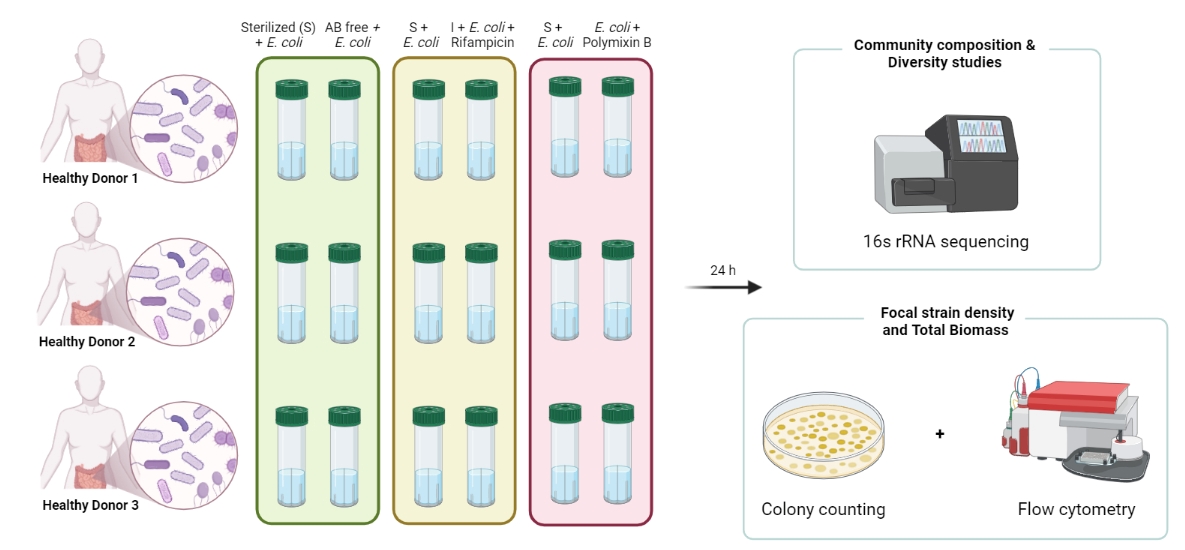 Sterilized (S)
+ E. coli
AB free +
E. coli
S +
E. coli
I + E. coli +
Rifampicin
S +
E. coli
E. coli +
Polymixin B
Healthy Donor 1
Healthy Donor 2
Healthy Donor 3
24 h
Community composition &
Diversity studies
16s rRNA sequencing
Focal strain density
and Total Biomass
Colony counting
+
Flow cytometry